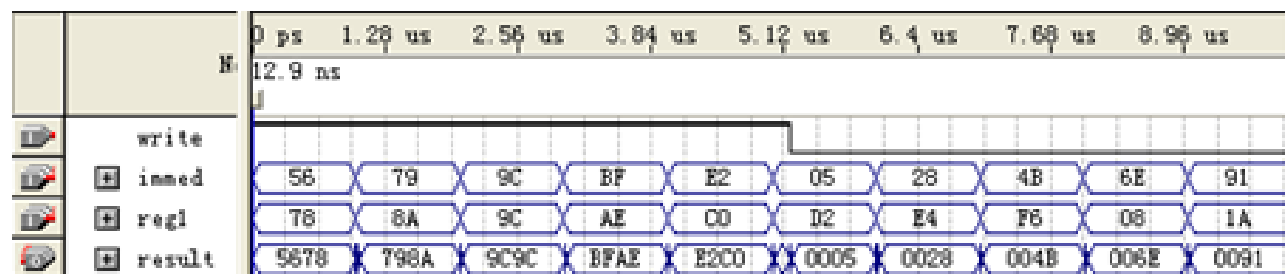 0 ps 1.28 us 2.56 us 3.84 us 5.12 us 6.4 us 7.68 us 8.96 us
N 12.9 ns
write
immed 56 79 9C BF E2 05 28 4B 6E 91
reg1 78 8A 9C AE C0 D2 E4 F6 08 1A
result 5678 798A 9C9C BFAE E2C0 0005 0028 004B 006E 0091